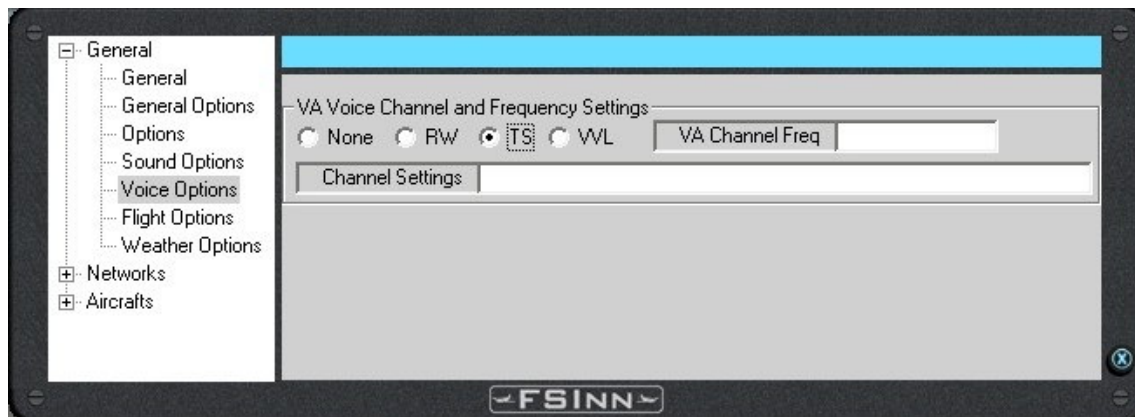 General
General
General Options
Options
Sound Options
Voice Options
Flight Options
Weather Options
Networks
Aircrafts
VA Voice Channel and Frequency Settings
None RW TS VVL VA Channel Freq
Channel Settings
FSINN